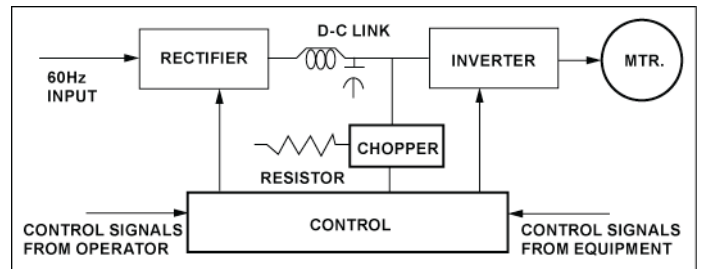 D-C LINK
RECTIFIER
INVERTER
MTR.
60Hz
INPUT
CHOPPER
RESISTOR
CONTROL
CONTROL SIGNALS
FROM OPERATOR
CONTROL SIGNALS
FROM EQUIPMENT